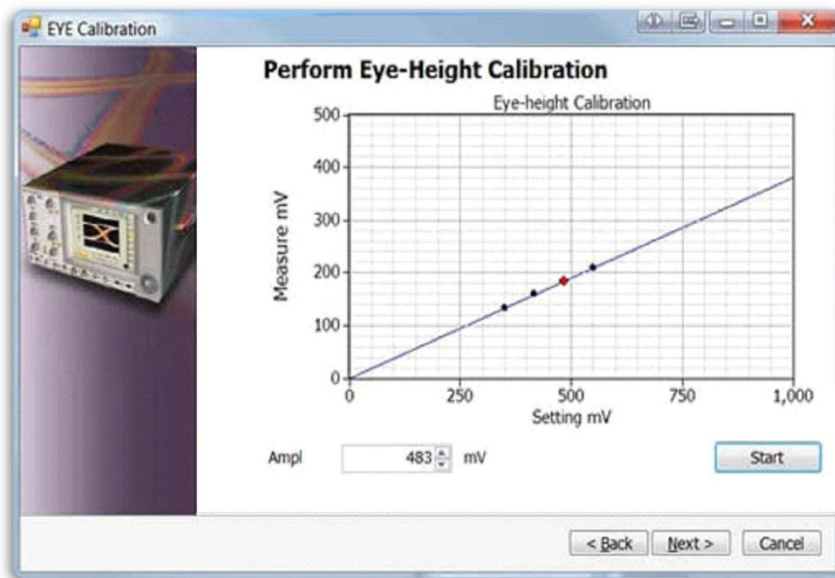 EYE Calibration
Perform Eye-Height Calibration
Eye-height Calibration
Measure mV
500
400
300
200
100
0
0 250 500 750 1,000
Setting mV
Ampl 483 mV Start
< Back Next > Cancel